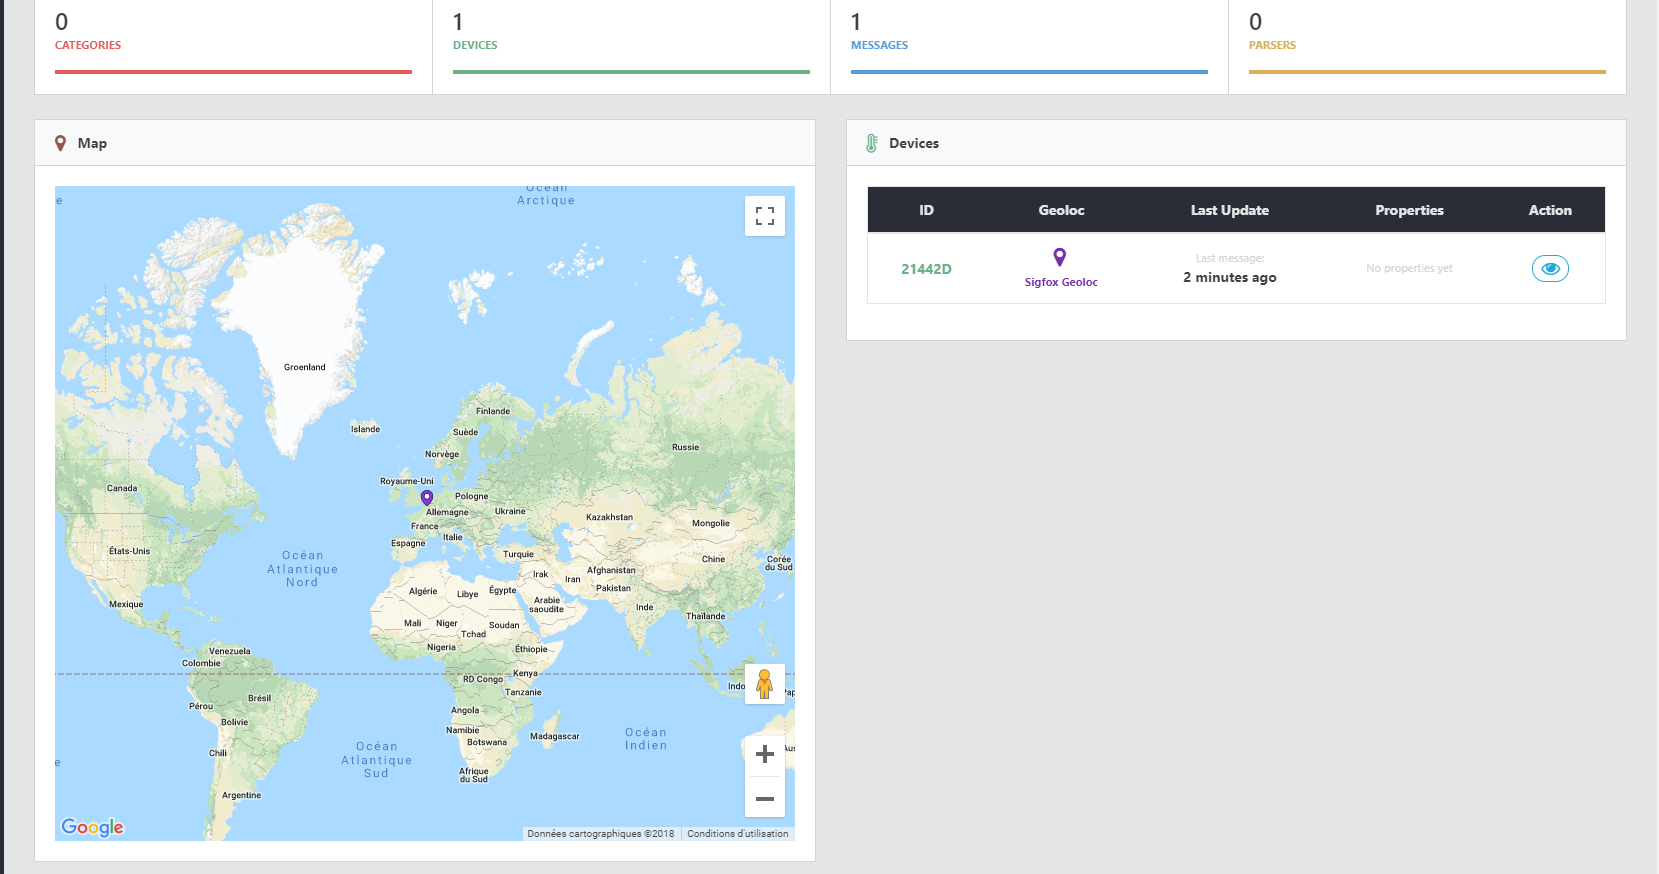 0
CATEGORIES
1
DEVICES
1
MESSAGES
0
PARSERS
Map
Océan
Arctique
e
Groenland
Islande
Finlande
Suède
Norvège
Russie
Royaume-Uni
Canada
Pologne
Allemagne
Ukraine
Kazakhstan
France
Mongolie
Espagne
Italie
États-Unis
Turquie
Chine
Corée
du Sud
Océan
Atlantique
Nord
Irak
Iran
Afghanistan
Pakistan
Algérie
Libye
Égypte
Arabie
saoudite
Inde
Mexique
Thaïlande
Mali
Niger
Tchad
Soudan
Nigeria
Éthiopie
Venezuela
Colombie
RD Congo
Kenya
Tanzanie
Indo
Pap
Brésil
Pérou
Bolivie
Angola
Namibie
Botswana
Madagascar
Océan
Indien
Océan
Atlantique
Sud
Chili
Afrique
du Sud
Aus
e
Argentine
Google
Données cartographiques ©2018
Conditions d'utilisation
Devices
ID Geoloc Last Update Properties Action
21442D
Sigfox Geoloc
Last message:
2 minutes ago
No properties yet